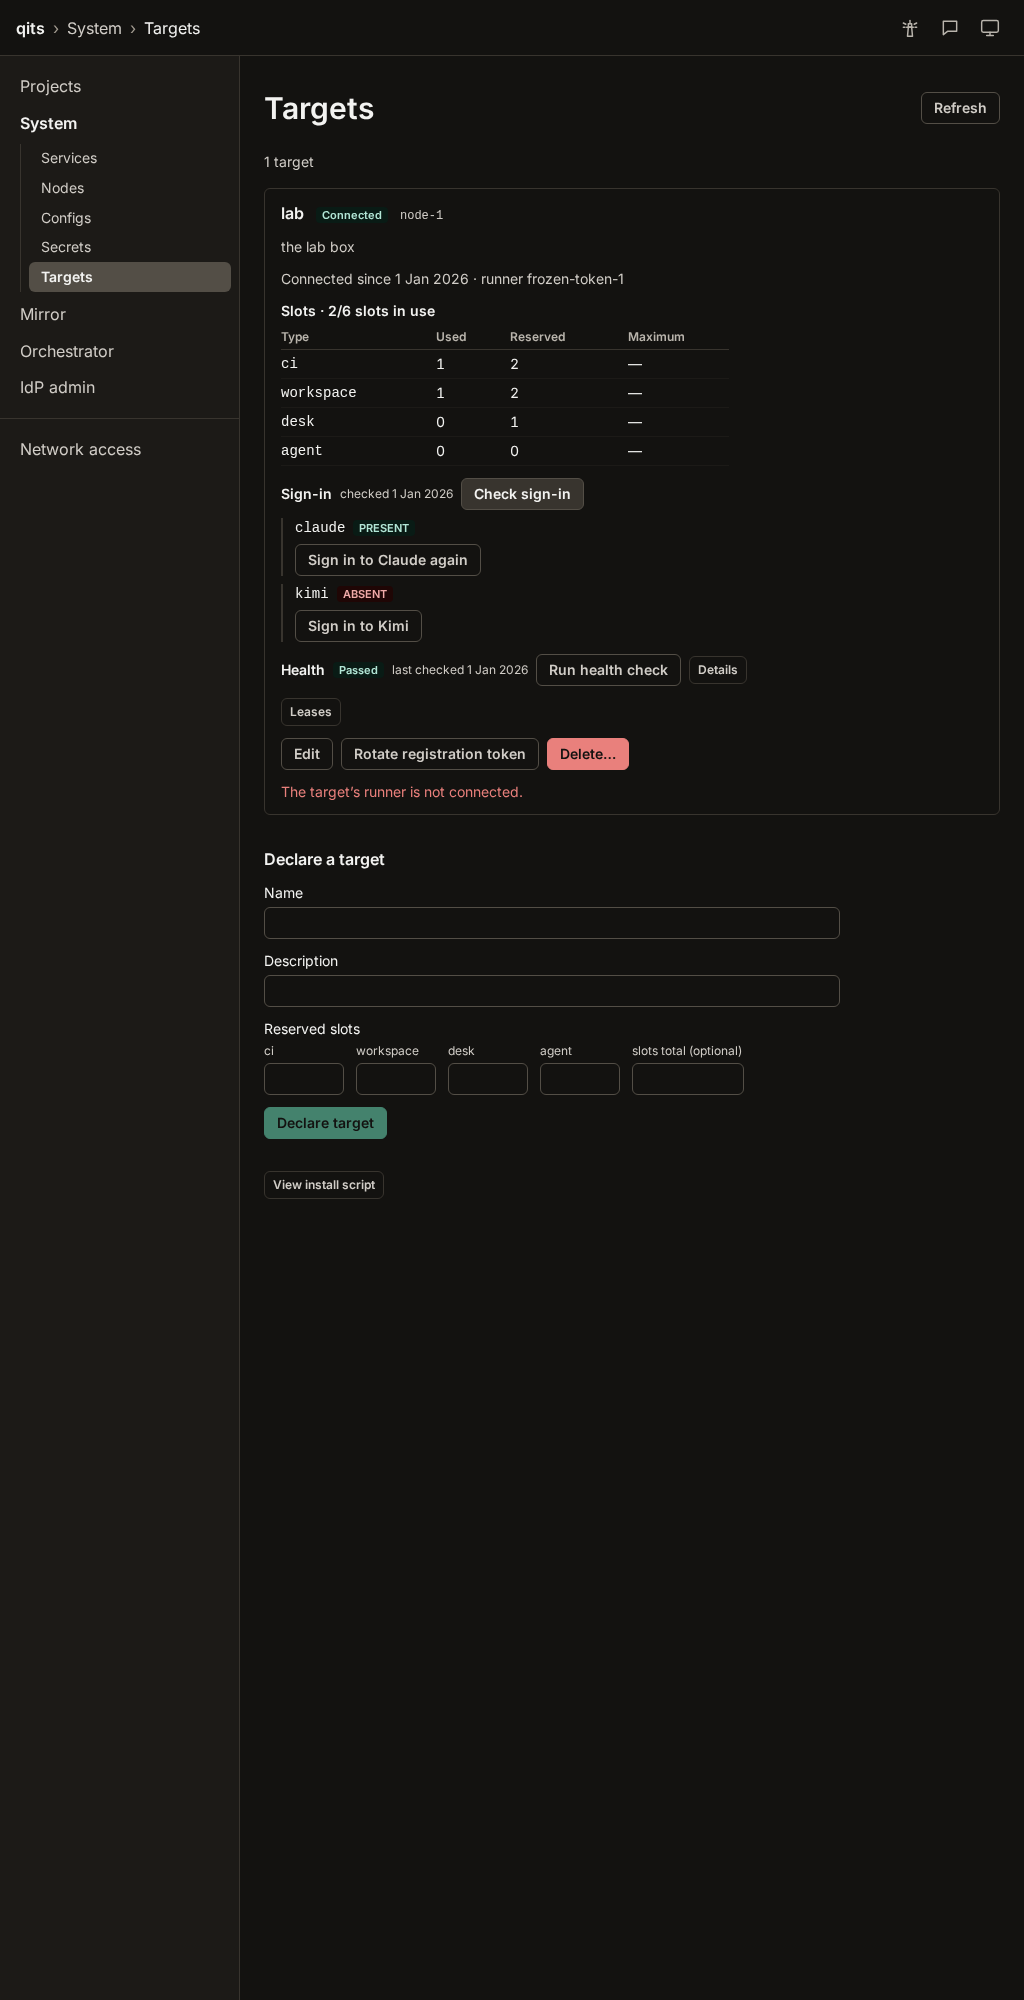 qits › System › Targets
Projects
System
Services
Nodes
Configs
Secrets
Targets
Mirror
Orchestrator
IdP admin
Network access
Targets
Refresh
1 target
lab Connected node-1
the lab box
Connected since 1 Jan 2026 · runner frozen-token-1
Slots · 2/6 slots in use
Type Used Reserved Maximum
ci 1 2 —
workspace 1 2 —
desk 0 1 —
agent 0 0 —
Sign-in checked 1 Jan 2026 Check sign-in
claude PRESENT
Sign in to Claude again
kimi ABSENT
Sign in to Kimi
Health Passed last checked 1 Jan 2026 Run health check Details
Leases
Edit Rotate registration token Delete…
The target’s runner is not connected.
Declare a target
Name
Description
Reserved slots
ci workspace desk agent slots total (optional)
Declare target
View install script